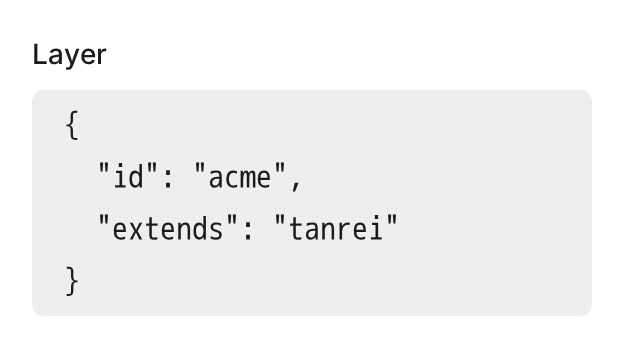 Layer
{
  "id": "acme",
  "extends": "tanrei"
}